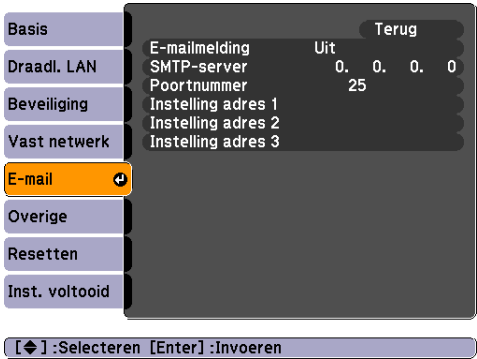 Basis
Draadl. LAN
Beveiliging
Vast netwerk
E-mail
Overige
Resetten
Inst. voltooid
Terug
E-mailmelding Uit
SMTP-server 0. 0. 0. 0
Poortnummer 25
Instelling adres 1
Instelling adres 2
Instelling adres 3
[◆] :Selecteren [Enter] :Invoeren